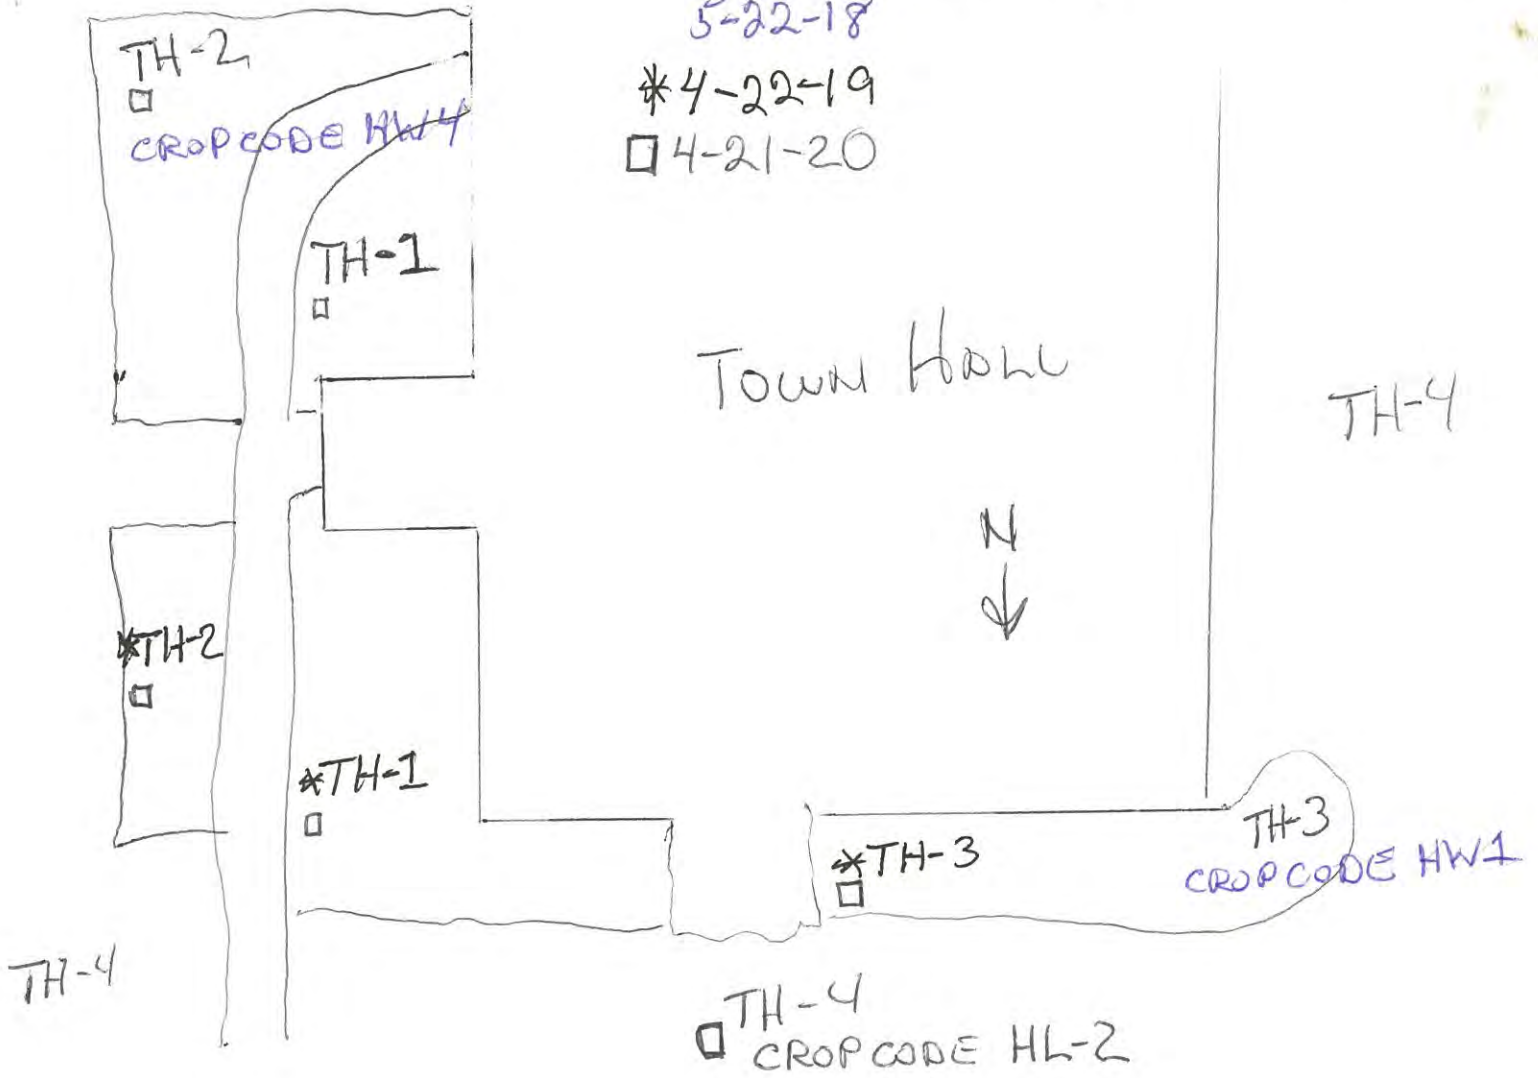 5-22-18
TH-2
* 4-22-19
CROPCODE HW4
□ 4-21-20
TH-1
TOWN HALL
TH-4
N
*TH-2
*TH-1
TH-3
*TH-3
CROPCODE HW1
TH-4
TH-4
CROPCODE HL-2